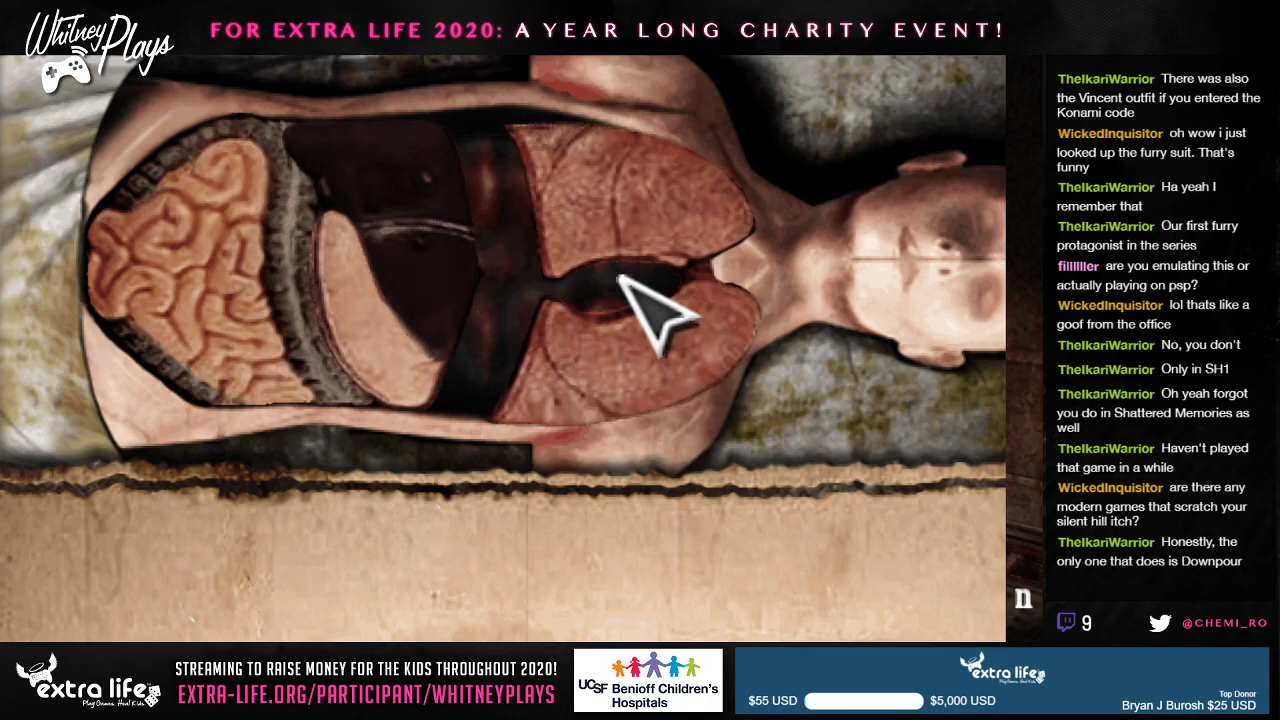 Whitney Plays
FOR EXTRA LIFE 2020: A YEAR LONG CHARITY EVENT!
TheIkariWarrior There was also
the Vincent outfit if you entered the
Konami code
WickedInquisitor oh wow i just
looked up the furry suit. That's
funny
TheIkariWarrior Ha yeah I
remember that
TheIkariWarrior Our first furry
protagonist in the series
fillllller are you emulating this or
actually playing on psp?
WickedInquisitor lol thats like a
goof from the office
TheIkariWarrior No, you don't
TheIkariWarrior Only in SH1
TheIkariWarrior Oh yeah forgot
you do in Shattered Memories as
well
TheIkariWarrior Haven't played
that game in a while
WickedInquisitor are there any
modern games that scratch your
silent hill itch?
TheIkariWarrior Honestly, the
only one that does is Downpour
n
9
@CHEMI_RO
extra life
Play Games. Heal Kids.
STREAMING TO RAISE MONEY FOR THE KIDS THROUGHOUT 2020!
EXTRA-LIFE.ORG/PARTICIPANT/WHITNEYPLAYS
UCSF Benioff Children's
Hospitals
extra life
Play Games. Heal Kids.
$55 USD
$5,000 USD
Top Donor
Bryan J Burosh $25 USD